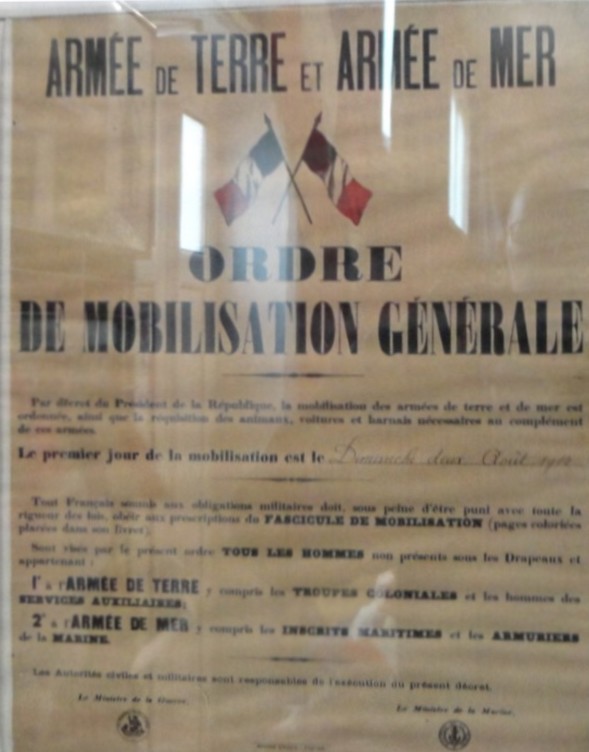 ARMÉE DE TERRE ET ARMÉE DE MER
ORDRE
DE MOBILISATION GÉNÉRALE
Par décret du Président de la République, la mobilisation des armées de terre et de mer est
ordonnée, ainsi que la réquisition des animaux, voitures et harnais nécessaires au complément
de ces armées.
Le premier jour de la mobilisation est le Dimanche deux Août
Tout Français soumis aux obligations militaires doit, sous peine d'être puni avec toute la
rigueur des lois, obéir aux prescriptions du FASCICULE DE MOBILISATION (pages coloriées
placées dans son livret).
Sont visés par le présent ordre TOUS LES HOMMES non présents sous les Drapeaux et
appartenant :
1° à l'ARMÉE DE TERRE y compris les TROUPES COLONIALES et les hommes des
SERVICES AUXILIAIRES;
2° à l'ARMÉE DE MER y compris les INSCRITS MARITIMES et les ARMURIERS
de la MARINE.
Les Autorités civiles et militaires sont responsables de l'exécution du présent décret.
Le Ministre de la Guerre, Le Ministre de la Marine,